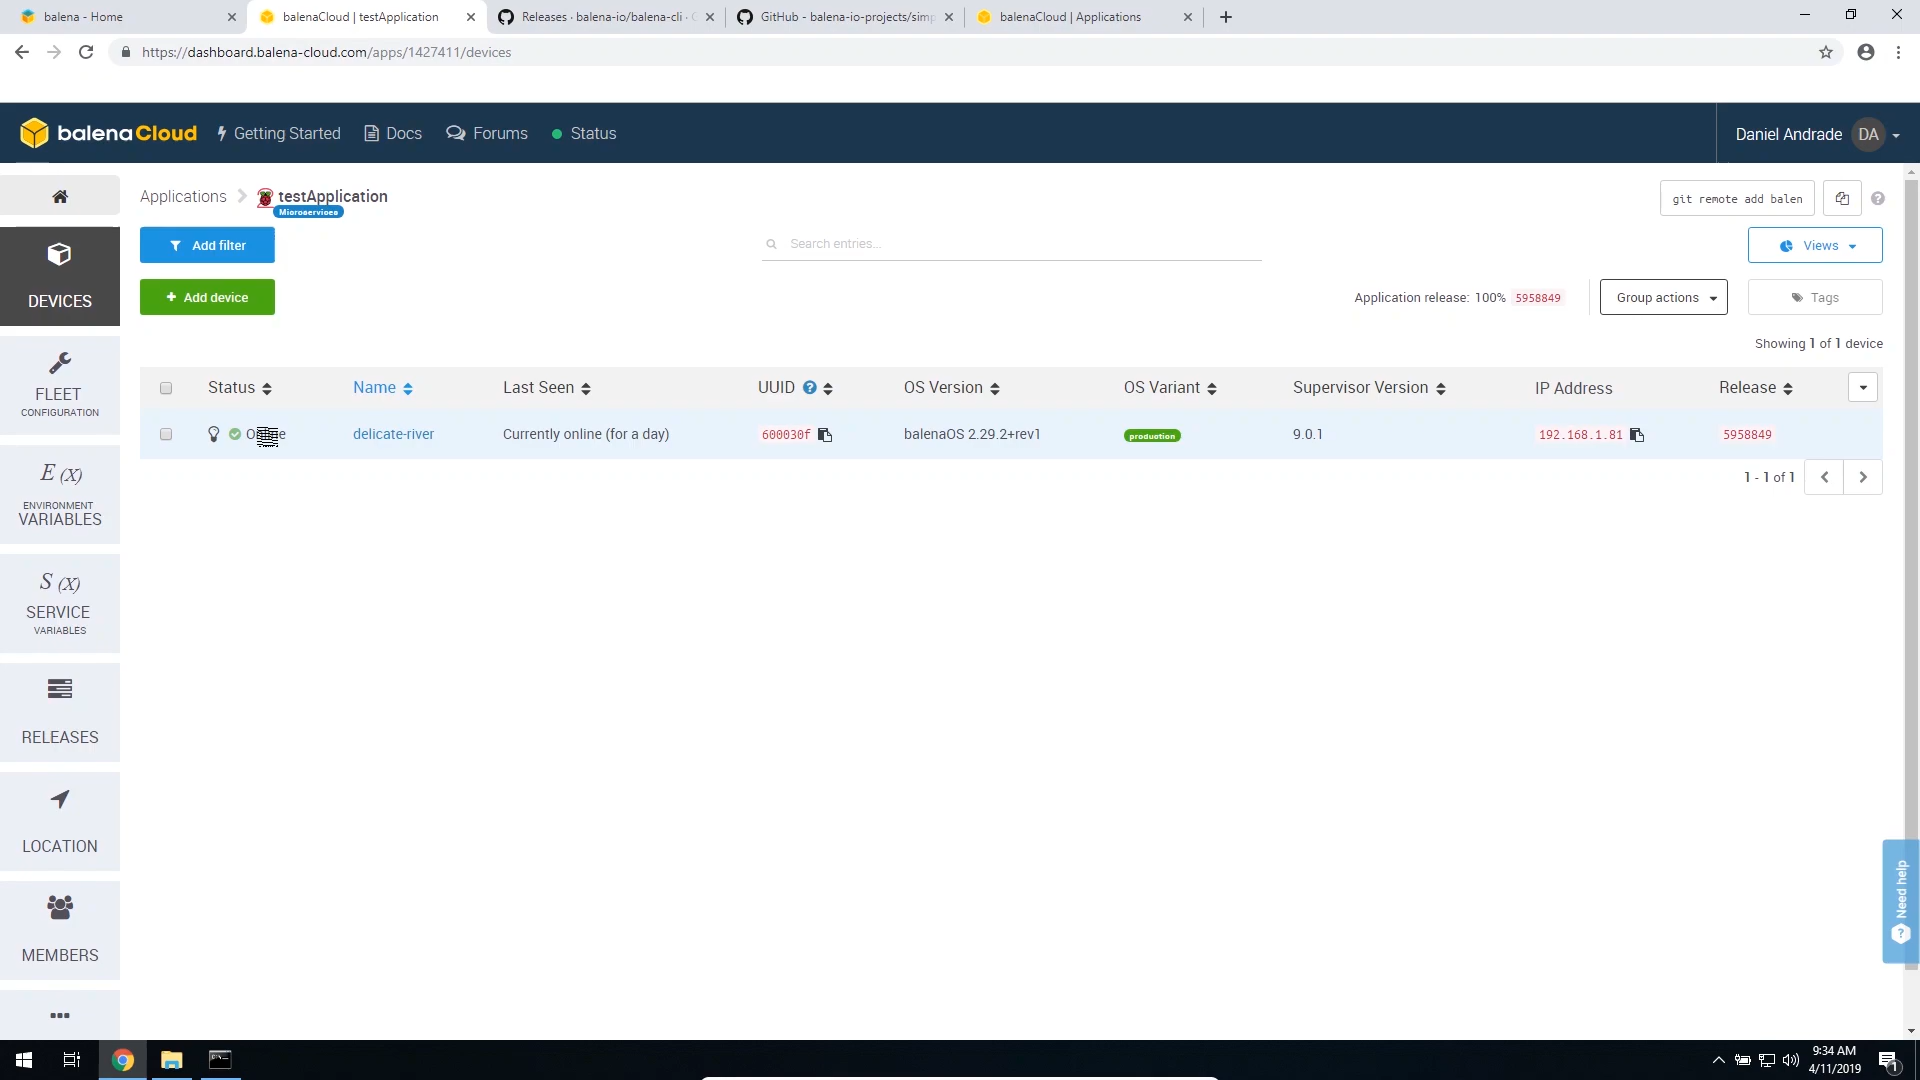 balena - Home
balenaCloud | testApplication
Releases · balena-io/balena-cli ·
GitHub - balena-io-projects/simp
balenaCloud | Applications
https://dashboard.balena-cloud.com/apps/1427411/devices
balenaCloud
Getting Started
Docs
Forums
Status
Daniel Andrade
DA
Applications
testApplication
Microservices
git remote add balen
Add filter
Search entries...
Views
Add device
Application release: 100% 5958849
Group actions
Tags
Showing 1 of 1 device
Status
Name
Last Seen
UUID
OS Version
OS Variant
Supervisor Version
IP Address
Release
delicate-river
Currently online (for a day)
600030f
balenaOS 2.29.2+rev1
production
9.0.1
192.168.1.81
5958849
1 - 1 of 1
DEVICES
FLEET
CONFIGURATION
E (X)
ENVIRONMENT
VARIABLES
S (X)
SERVICE
VARIABLES
RELEASES
LOCATION
MEMBERS
Need help
?
9:34 AM
4/11/2019
1